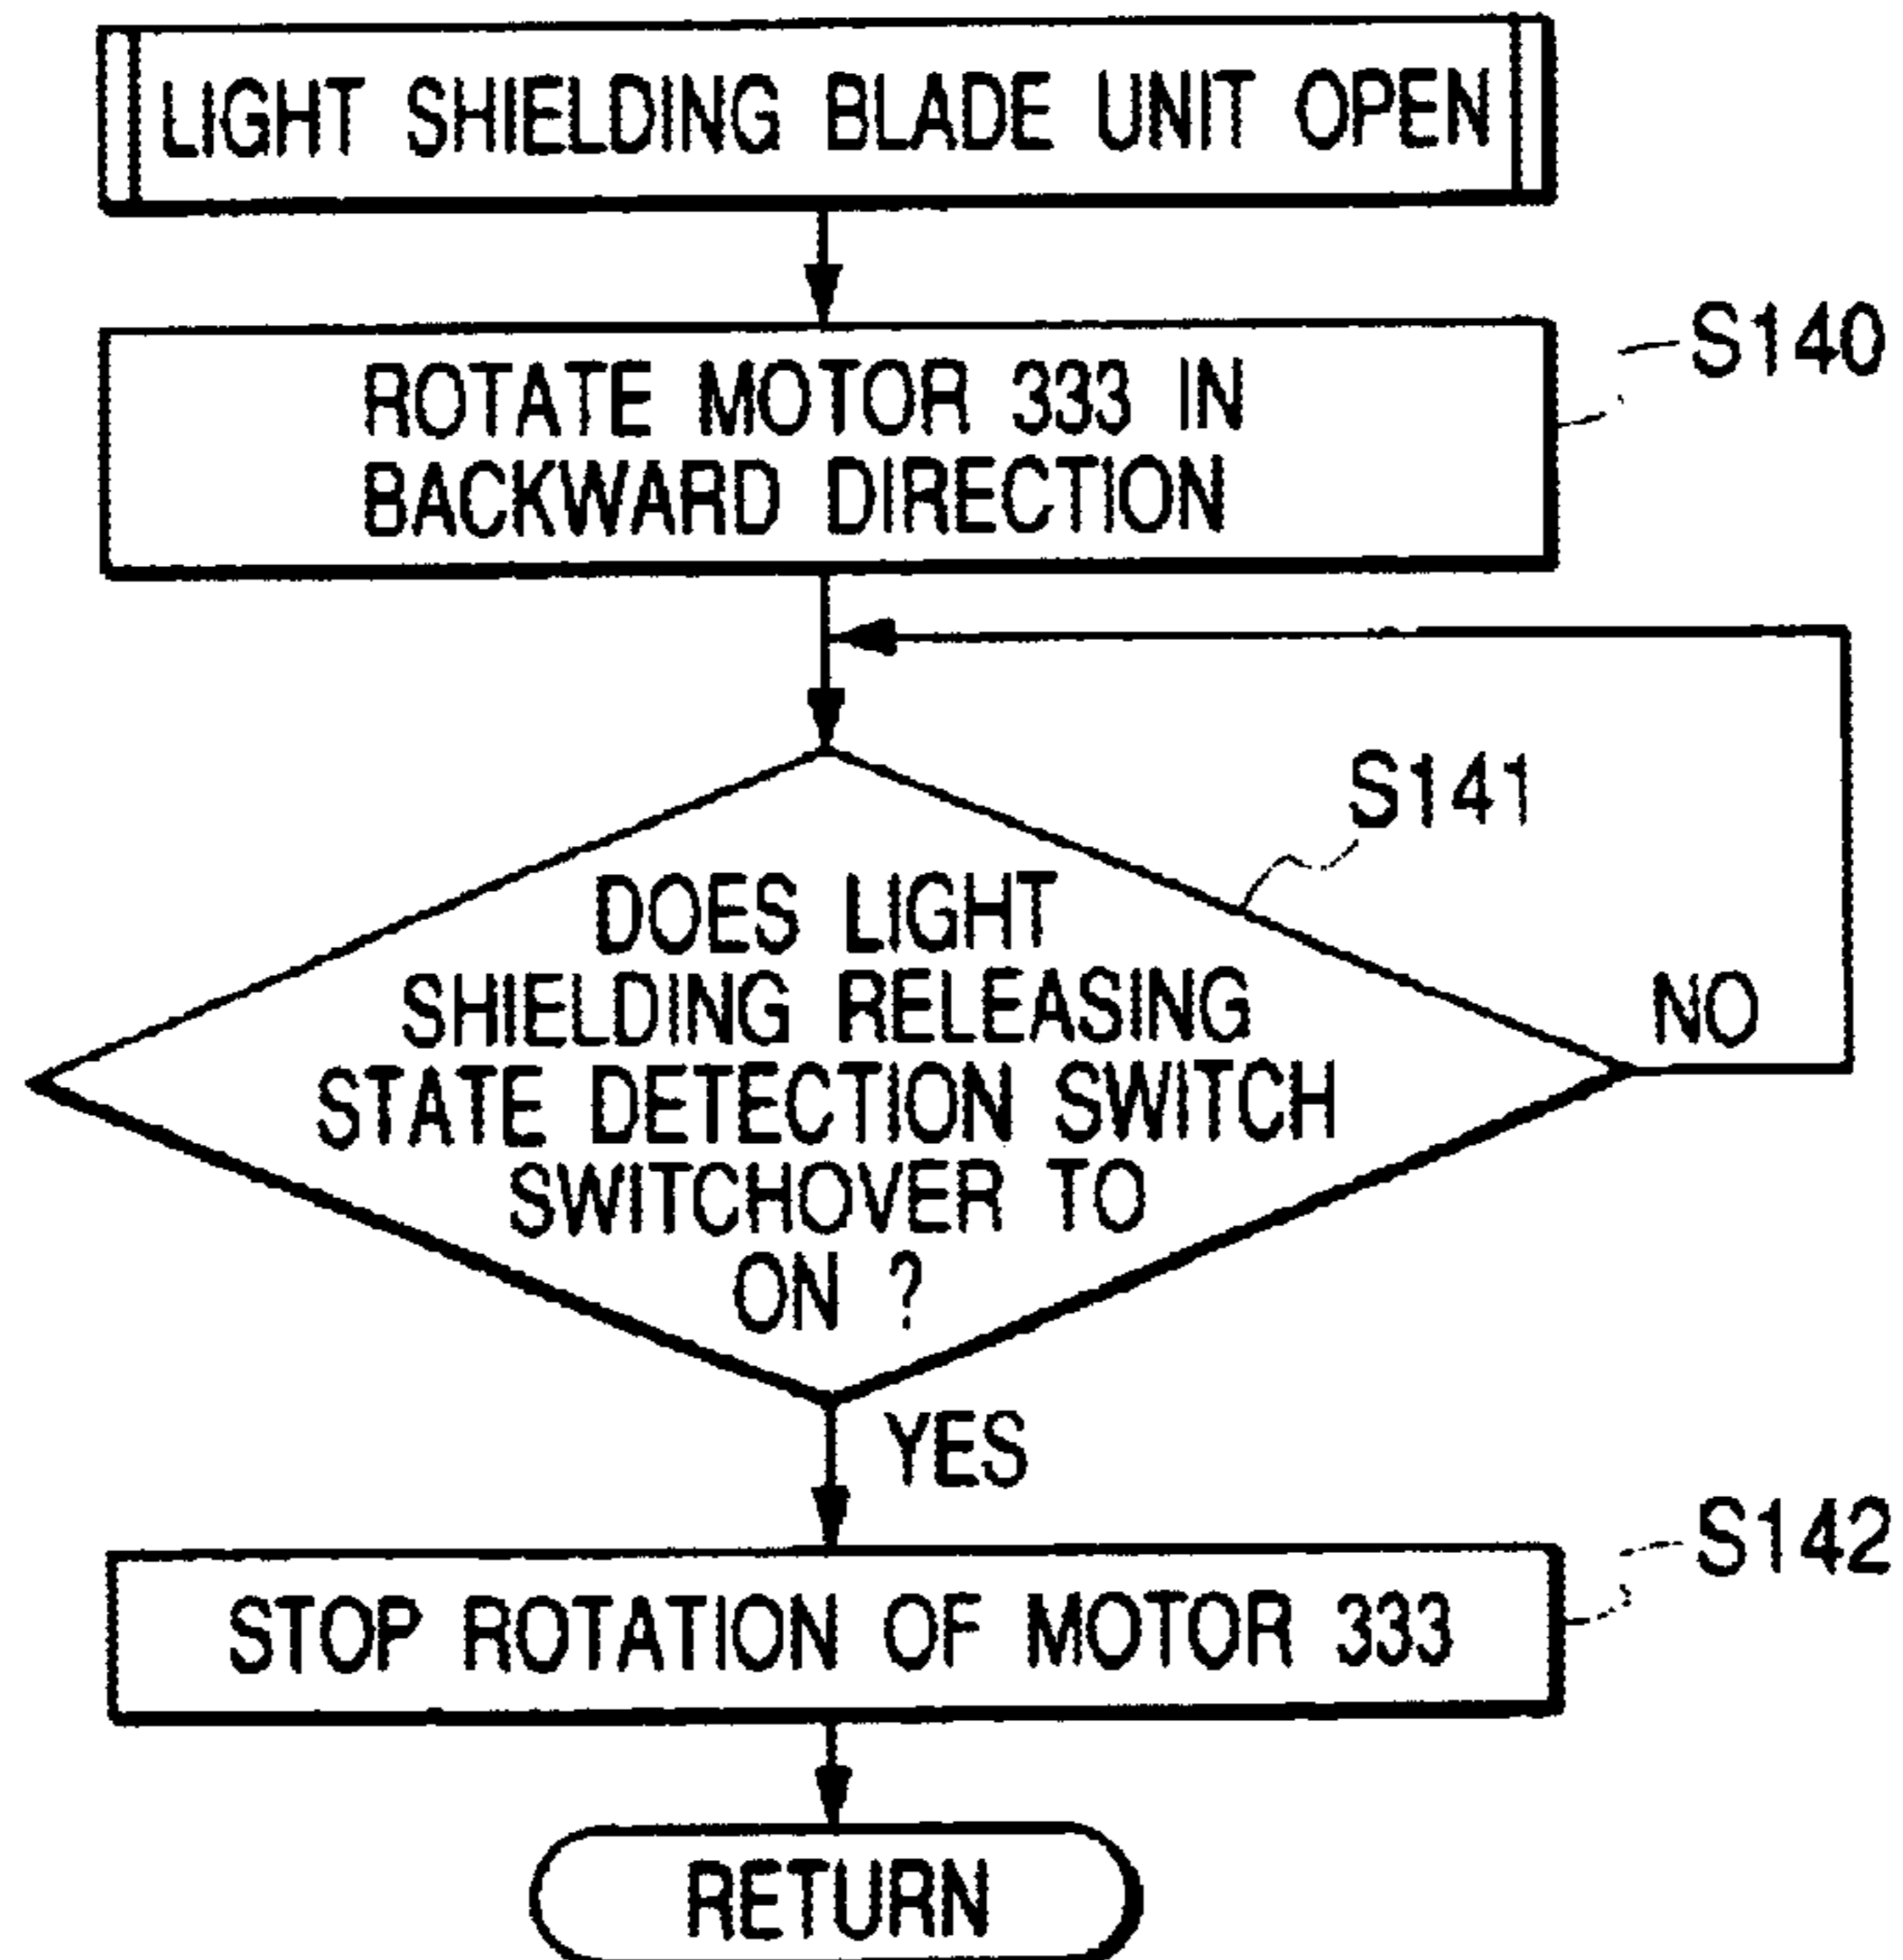 LIGHT SHIELDING BLADE UNIT OPEN
S140
ROTATE MOTOR 333 IN
BACKWARD DIRECTION
S141
DOES LIGHT
SHIELDING RELEASING
STATE DETECTION SWITCH
SWITCHOVER TO
ON ?
NO
YES
S142
STOP ROTATION OF MOTOR 333
RETURN